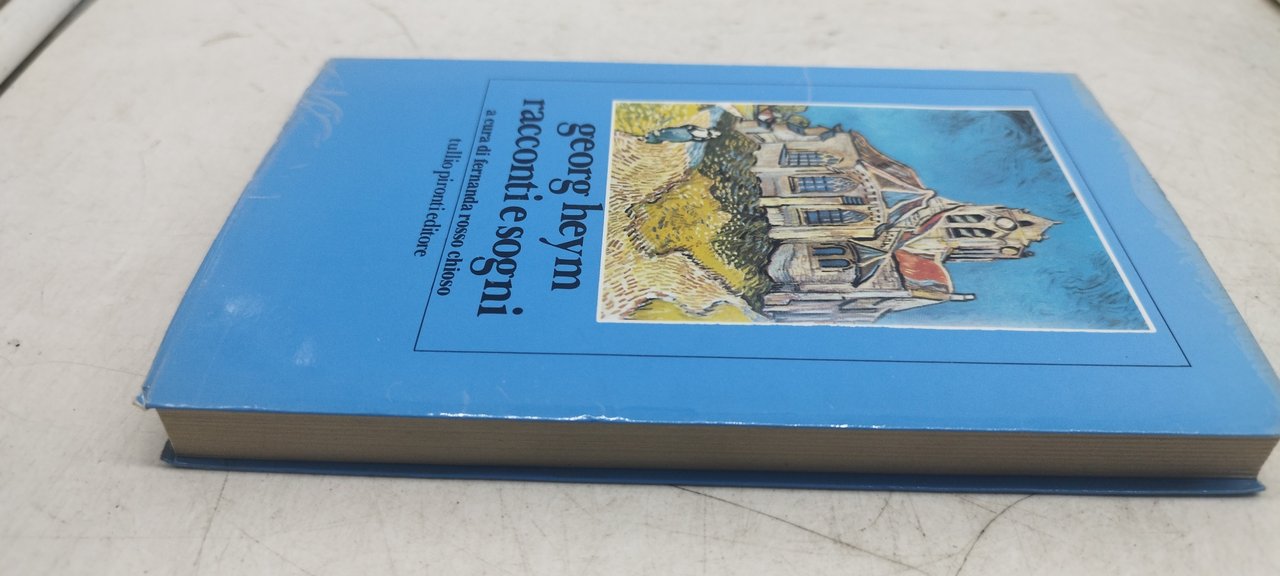 georg heym
racconti e sogni
a cura di fernanda rosso chioso
tullio pironti editore